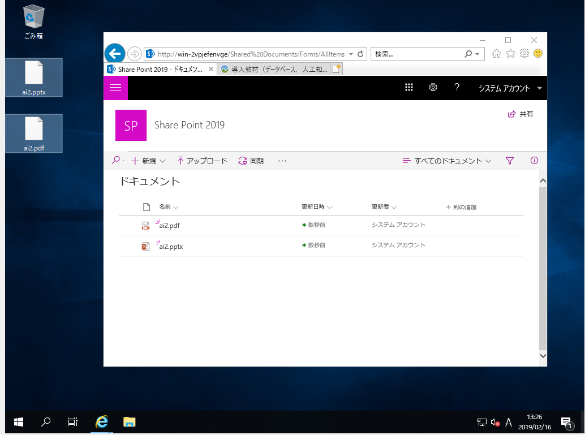 ごみ箱
ai2.pptx
ai2.pdf
http://win-2vpjefenvge/Shared%20Documents/Forms/AllItems
検索...
Share Point 2019 - ドキュメン...
導入教材（データベース、人工知...
システム アカウント
SP
Share Point 2019
共有
新規
アップロード
同期
すべてのドキュメント
ドキュメント
名前
更新日時
更新者
+ 列の追加
ai2.pdf
数秒前
システム アカウント
ai2.pptx
数秒前
システム アカウント
A
13:26
2019/02/16